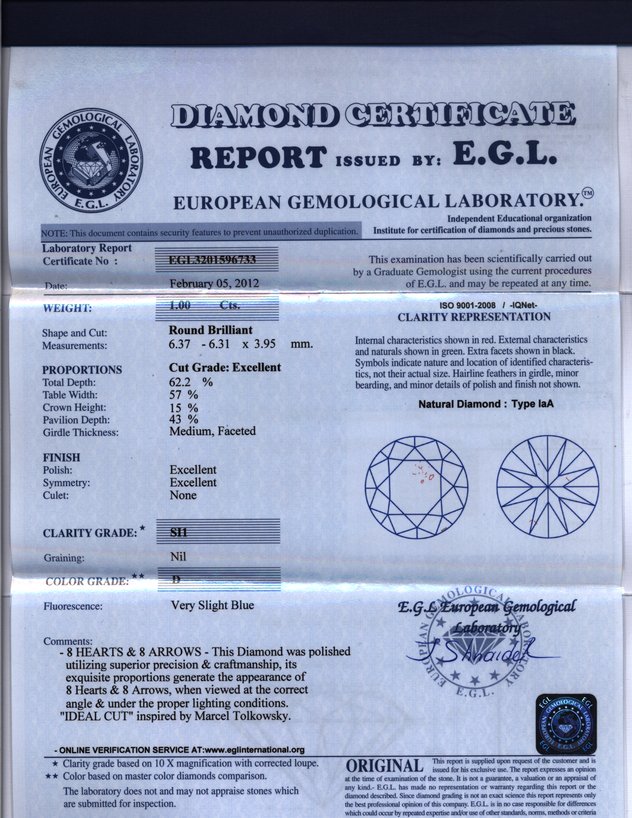 EUROPEAN GEMOLOGICAL LABORATORY
E.G.L.
DIAMOND CERTIFICATE
REPORT ISSUED BY: E.G.L.
EUROPEAN GEMOLOGICAL LABORATORY.™
Independent Educational organization
Institute for certification of diamonds and precious stones.
NOTE: This document contains security features to prevent unauthorized duplication.
Laboratory Report
Certificate No : EGL3201596733
Date: February 05, 2012
This examination has been scientifically carried out
by a Graduate Gemologist using the current procedures
of E.G.L. and may be repeated at any time.
WEIGHT: 1.00 Cts.
Shape and Cut: Round Brilliant
Measurements: 6.37 - 6.31 x 3.95 mm.
PROPORTIONS Cut Grade: Excellent
Total Depth: 62.2 %
Table Width: 57 %
Crown Height: 15 %
Pavilion Depth: 43 %
Girdle Thickness: Medium, Faceted
FINISH
Polish: Excellent
Symmetry: Excellent
Culet: None
CLARITY GRADE:* SI1
Graining: Nil
COLOR GRADE:** D
Fluorescence: Very Slight Blue
Comments:
- 8 HEARTS & 8 ARROWS - This Diamond was polished
utilizing superior precision & craftmanship, its
exquisite proportions generate the appearance of
8 Hearts & 8 Arrows, when viewed at the correct
angle & under the proper lighting conditions.
"IDEAL CUT" inspired by Marcel Tolkowsky.
- ONLINE VERIFICATION SERVICE AT:www.eglinternational.org
* Clarity grade based on 10 X magnification with corrected loupe.
** Color based on master color diamonds comparison.
The laboratory does not and may not appraise stones which
are submitted for inspection.
ISO 9001-2008 / -IQNet-
CLARITY REPRESENTATION
Internal characteristics shown in red. External characteristics
and naturals shown in green. Extra facets shown in black.
Symbols indicate nature and location of identified characteris-
tics, not their actual size. Hairline feathers in girdle, minor
bearding, and minor details of polish and finish not shown.
Natural Diamond : Type IaA
E.G.L European Gemological
Laboratory
EUROPEAN GEMOLOGICAL LABORATORY
E.G.L.
J Shnaider
EGL EGL
ORIGINAL
This report is supplied upon request of the customer and is
issued for his exclusive use. The report expresses an opinion
at the time of examination of the stone. It is not a guarantee, a valuation or an appraisal of
any kind.- E.G.L. has made no representation or warranty regarding this report or the
diamond described. Since diamond grading is not an exact science this report represents only
the best professional opinion of this company. E.G.L. is in no case responsible for differences
which could occur by repeated expertise and/or use of other standards, norms, methods or criteria